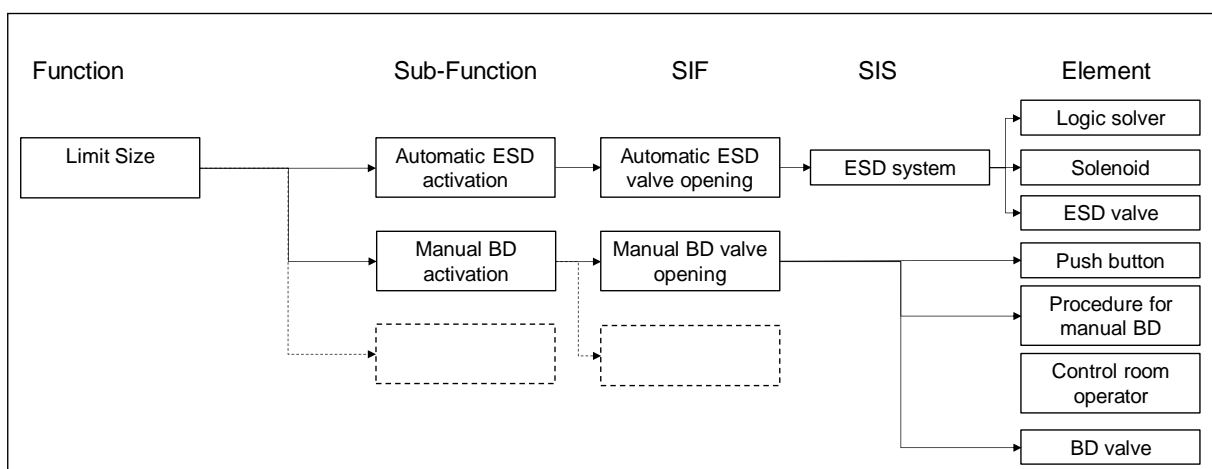 Function
Sub-Function
SIF
SIS
Element
Limit Size
Automatic ESD
activation
Automatic ESD
valve opening
ESD system
Logic solver
Solenoid
ESD valve
Manual BD
activation
Manual BD valve
opening
Push button
Procedure for
manual BD
Control room
operator
BD valve